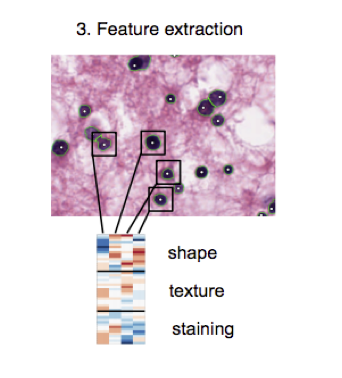 3. Feature extraction
shape
texture
staining